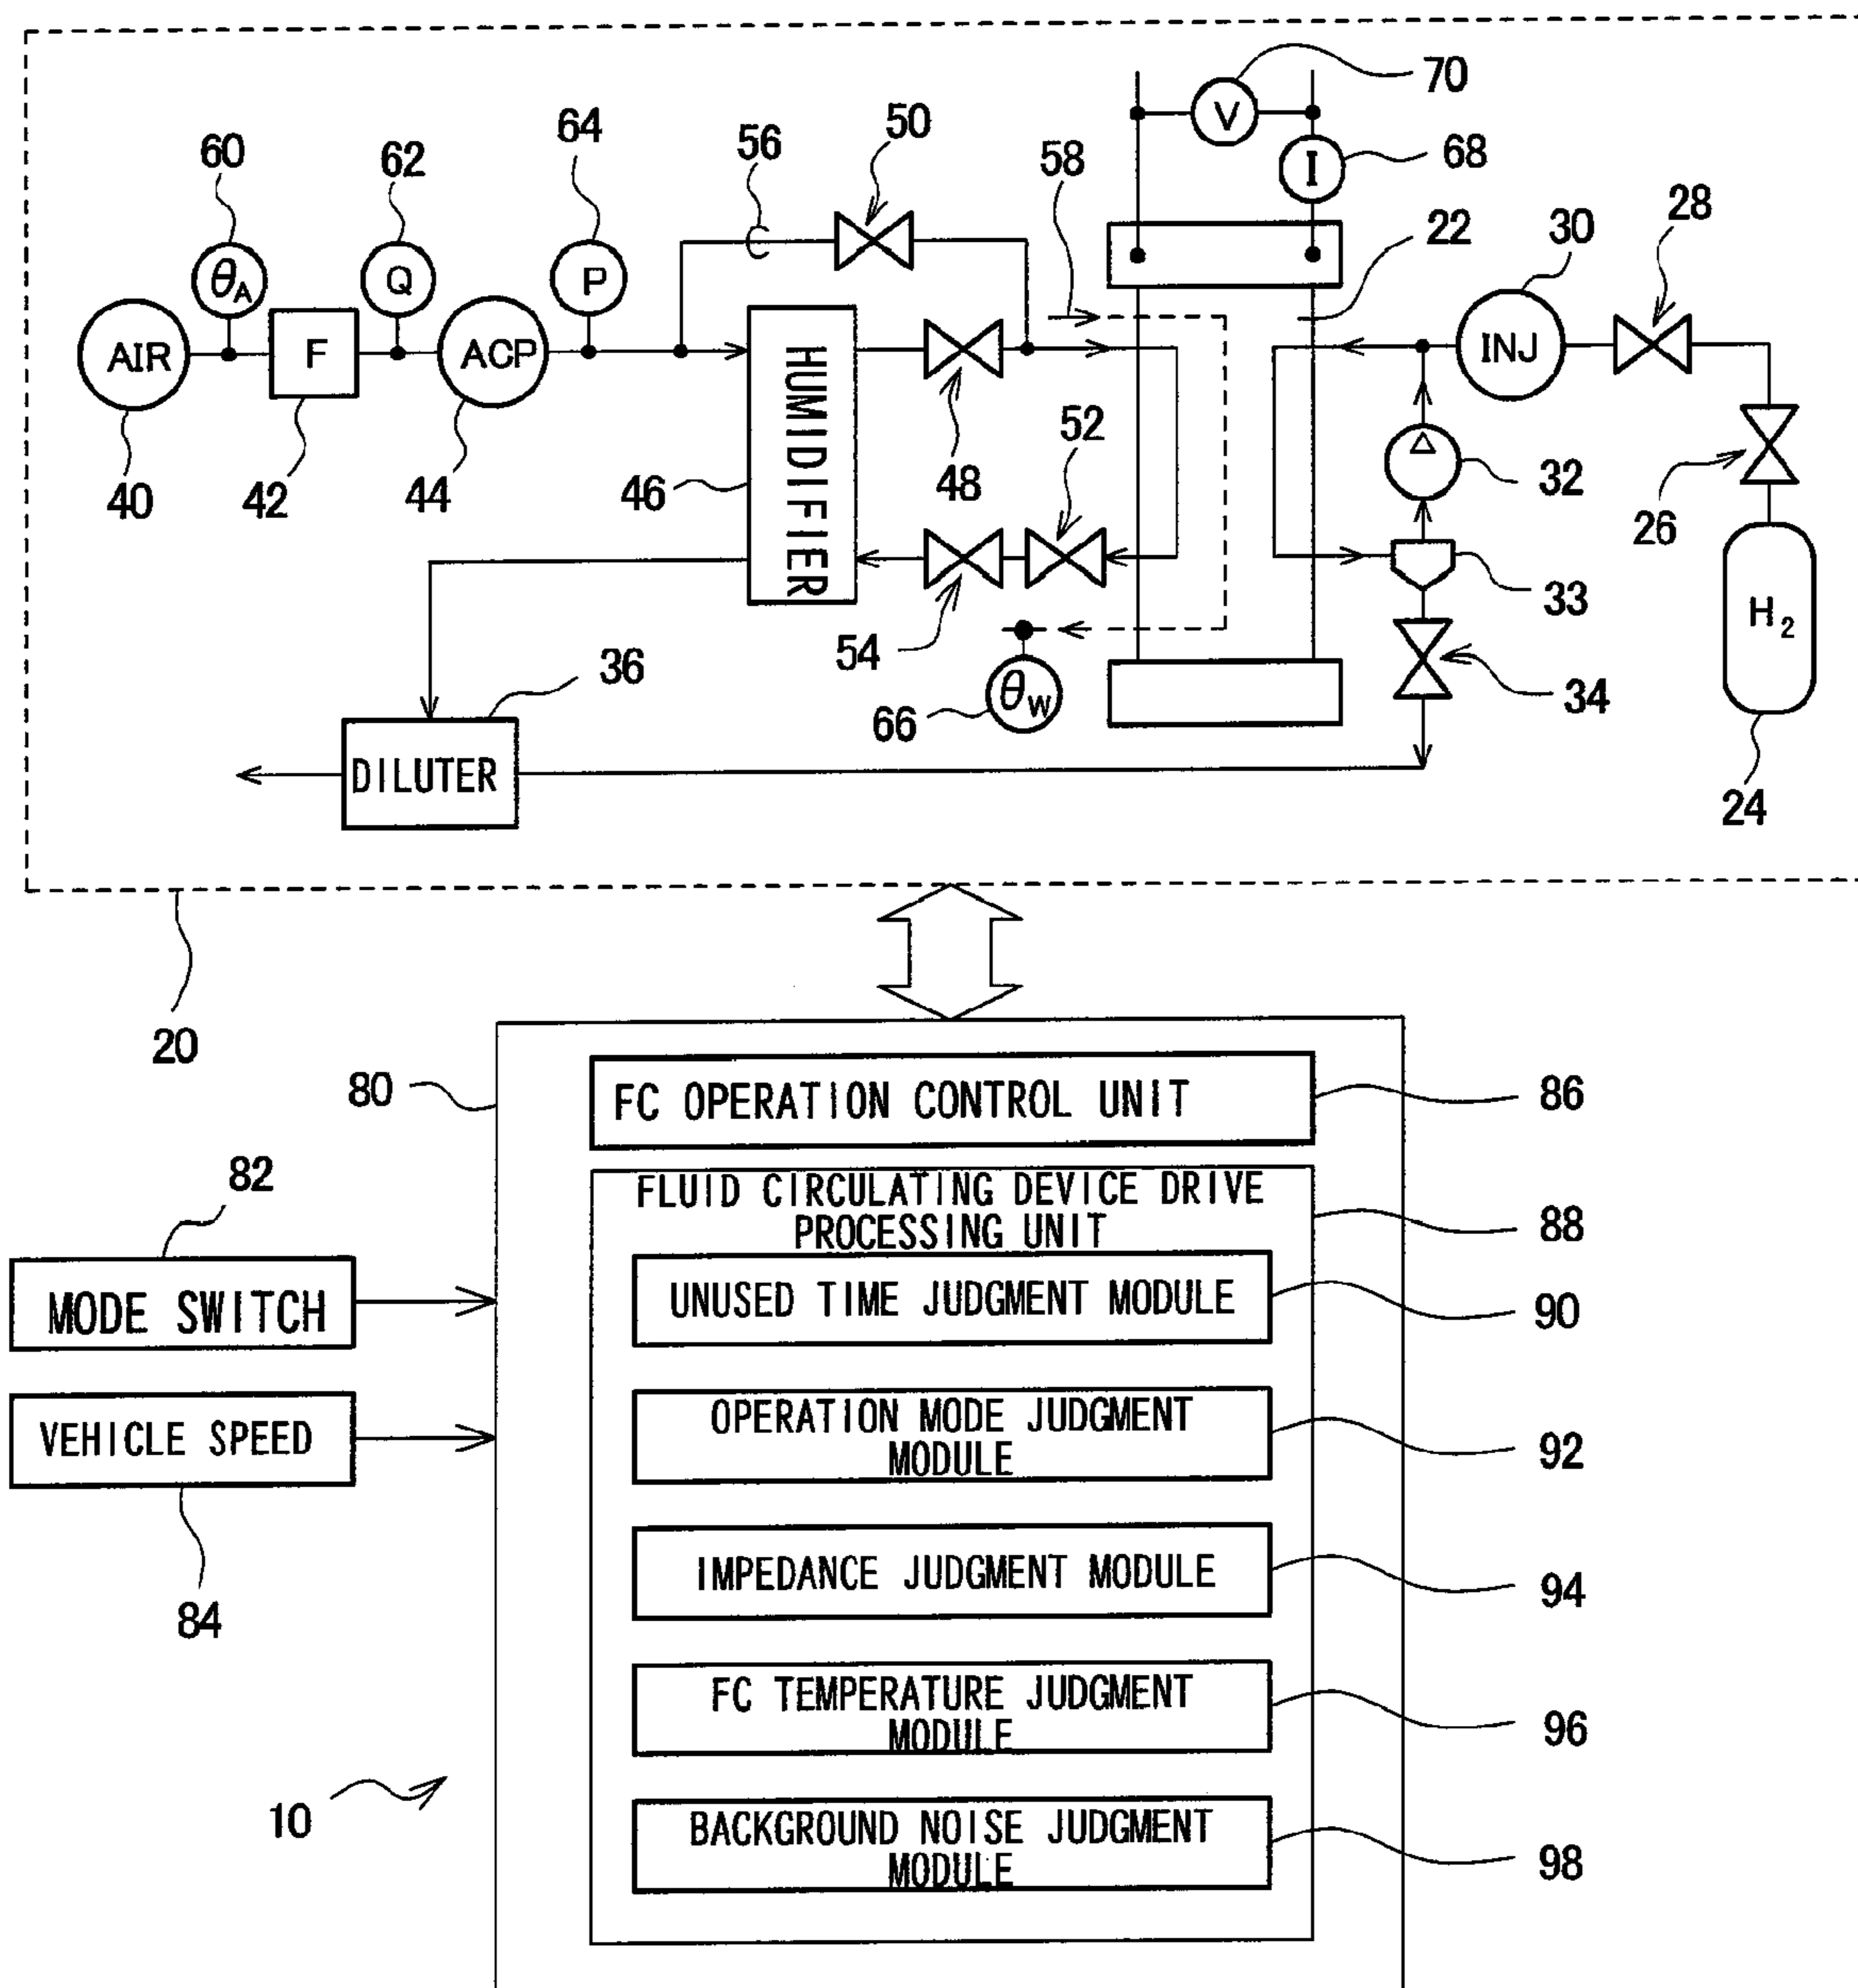 70
V
64
50
56
60
62
58
68
I
28
22
30
θA
Q
P
AIR
F
ACP
HUMIDIFIER
INJ
52
40
42
44
46
48
32
26
33
H2
54
36
66
θW
34
DILUTER
24
20
80
FC OPERATION CONTROL UNIT
86
82
FLUID CIRCULATING DEVICE DRIVE
PROCESSING UNIT
88
MODE SWITCH
UNUSED TIME JUDGMENT MODULE
90
VEHICLE SPEED
OPERATION MODE JUDGMENT
MODULE
92
84
IMPEDANCE JUDGMENT MODULE
94
FC TEMPERATURE JUDGMENT
MODULE
96
10
BACKGROUND NOISE JUDGMENT
MODULE
98